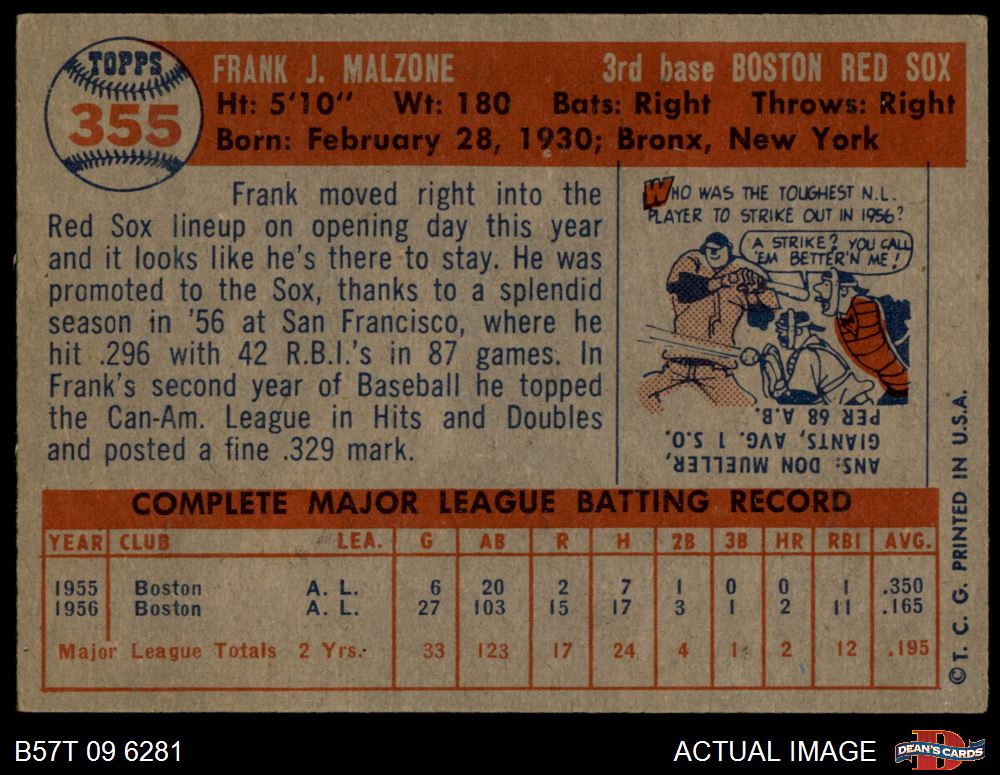 TOPPS
355
FRANK J. MALZONE 3rd base BOSTON RED SOX
Ht: 5'10" Wt: 180 Bats: Right Throws: Right
Born: February 28, 1930; Bronx, New York
Frank moved right into the
Red Sox lineup on opening day this year
and it looks like he's there to stay. He was
promoted to the Sox, thanks to a splendid
season in '56 at San Francisco, where he
hit .296 with 42 R.B.I.'s in 87 games. In
Frank's second year of Baseball he topped
the Can-Am. League in Hits and Doubles
and posted a fine .329 mark.
WHO WAS THE TOUGHEST N.L.
PLAYER TO STRIKE OUT IN 1956?
A STRIKE? YOU CALL
'EM BETTER'N ME!
ANS: DON MUELLER,
GIANTS, AVG. 1 S.O.
PER 68 A.B.
COMPLETE MAJOR LEAGUE BATTING RECORD
YEAR CLUB LEA. G AB R H 2B 3B HR RBI AVG.
1955 Boston A. L. 6 20 2 7 1 0 0 1 .350
1956 Boston A. L. 27 103 15 17 3 1 2 11 .165
Major League Totals 2 Yrs. 33 123 17 24 4 1 2 12 .195
©T. C. G. PRINTED IN U.S.A.
B57T 09 6281 ACTUAL IMAGE
D
DEAN'S CARDS